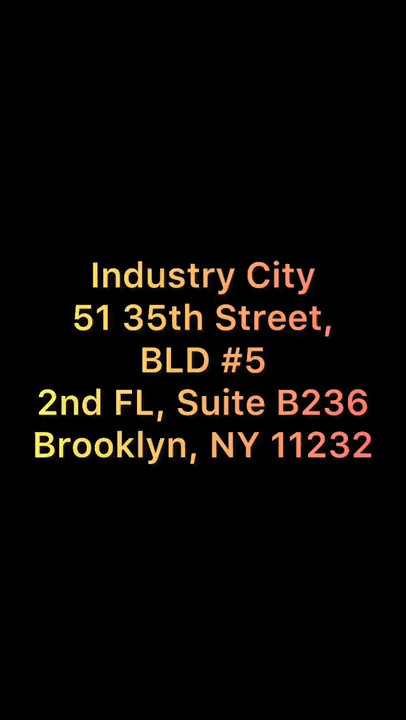 Industry City
51 35th Street,
BLD #5
2nd FL, Suite B236
Brooklyn, NY 11232